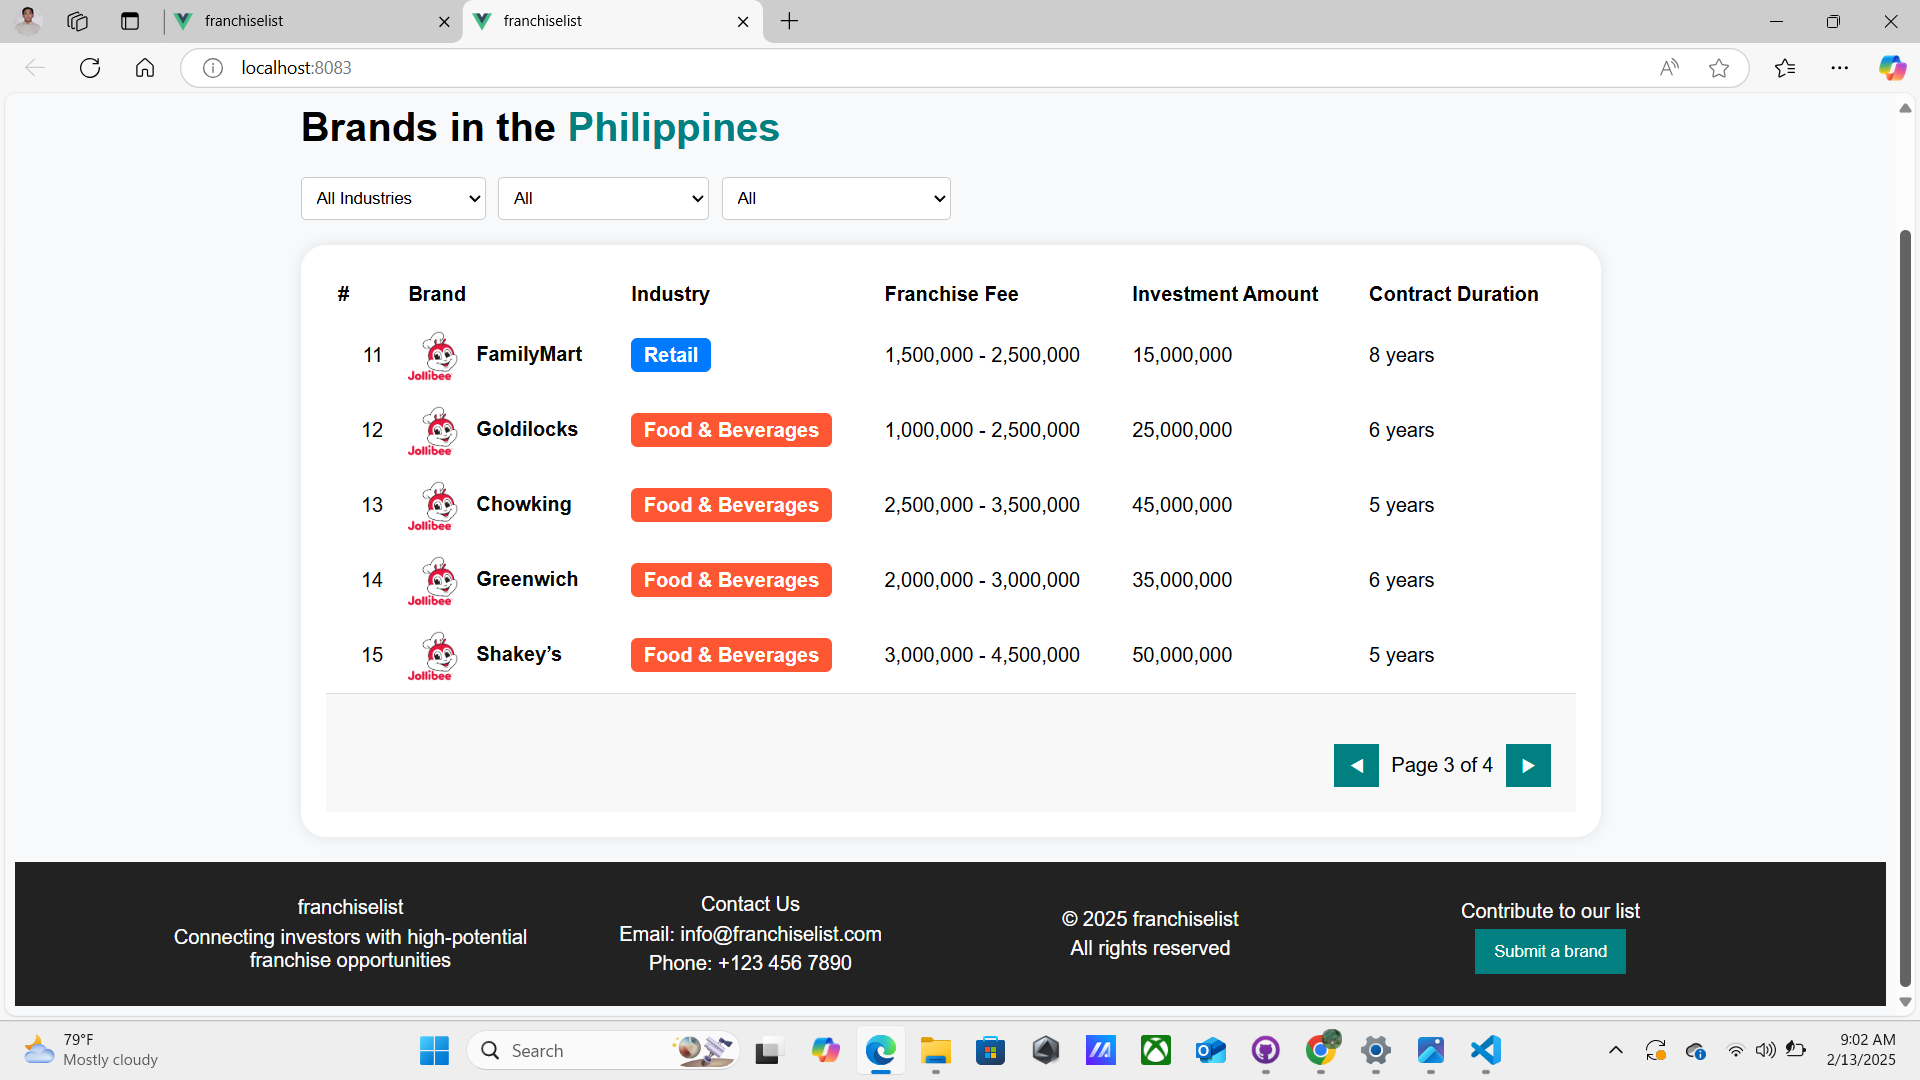 franchiselist
franchiselist
localhost:8083
Brands in the Philippines
All Industries
All
All
# Brand Industry Franchise Fee Investment Amount Contract Duration
11 Jollibee FamilyMart Retail 1,500,000 - 2,500,000 15,000,000 8 years
12 Jollibee Goldilocks Food & Beverages 1,000,000 - 2,500,000 25,000,000 6 years
13 Jollibee Chowking Food & Beverages 2,500,000 - 3,500,000 45,000,000 5 years
14 Jollibee Greenwich Food & Beverages 2,000,000 - 3,000,000 35,000,000 6 years
15 Jollibee Shakey’s Food & Beverages 3,000,000 - 4,500,000 50,000,000 5 years
◄ Page 3 of 4 ►
franchiselist
Connecting investors with high-potential
franchise opportunities
Contact Us
Email: info@franchiselist.com
Phone: +123 456 7890
© 2025 franchiselist
All rights reserved
Contribute to our list
Submit a brand
79°F
Mostly cloudy
Search
9:02 AM
2/13/2025